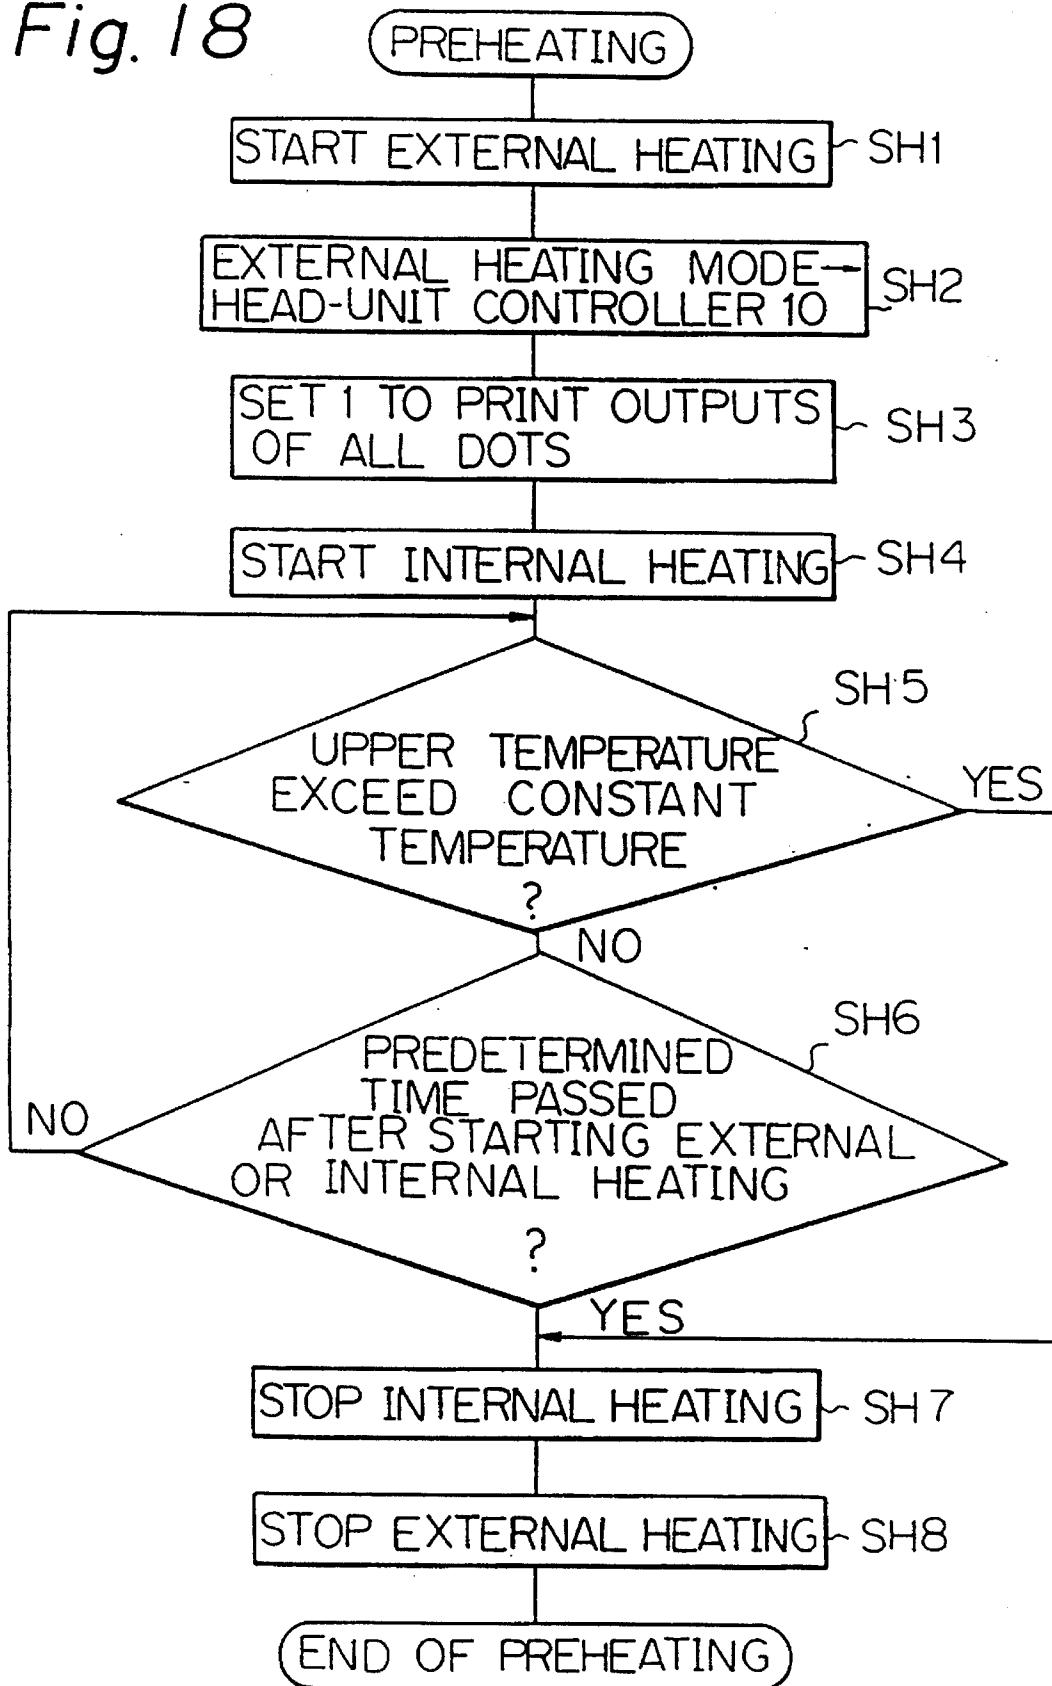 Fig. 18
PREHEATING
START EXTERNAL HEATING
SH1
EXTERNAL HEATING MODE→
HEAD-UNIT CONTROLLER 10
SH2
SET 1 TO PRINT OUTPUTS
OF ALL DOTS
SH3
START INTERNAL HEATING
SH4
SH5
UPPER TEMPERATURE
EXCEED CONSTANT
TEMPERATURE
?
YES
NO
SH6
PREDETERMINED
TIME PASSED
AFTER STARTING EXTERNAL
OR INTERNAL HEATING
?
NO
YES
STOP INTERNAL HEATING
SH7
STOP EXTERNAL HEATING
SH8
END OF PREHEATING